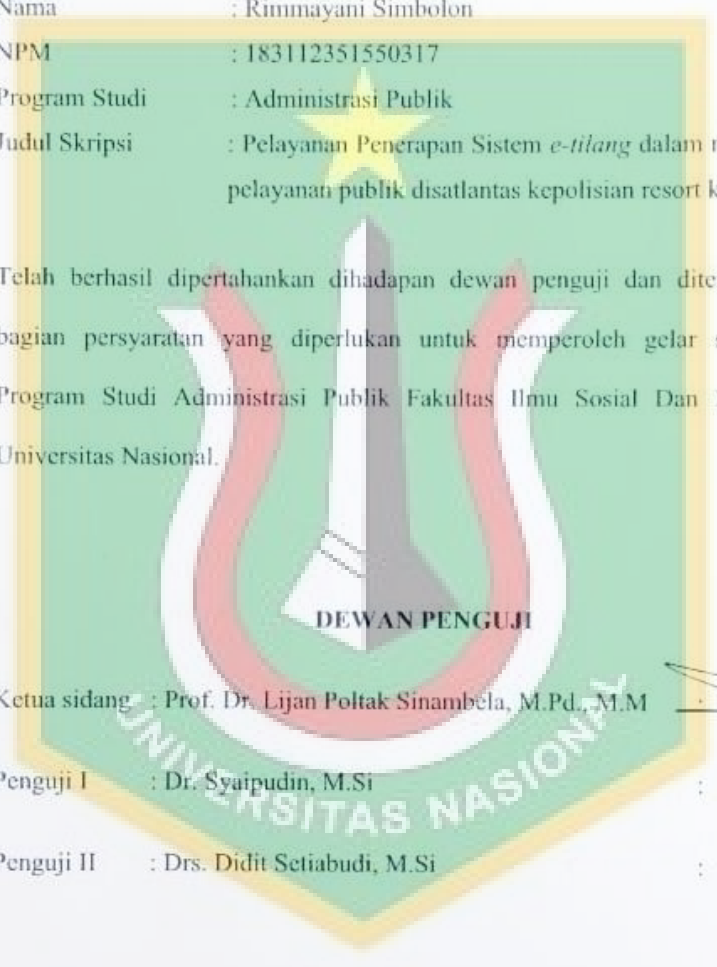 Nama : Rimmayani Simbolon
NPM : 183112351550317
Program Studi : Administrasi Publik
Judul Skripsi : Pelayanan Penerapan Sistem e-tilang dalam
pelayanan publik disatlantas kepolisian resort
Telah berhasil dipertahankan dihadapan dewan penguji dan
bagian persyaratan yang diperlukan untuk memperoleh gelar
Program Studi Administrasi Publik Fakultas Ilmu Sosial Dan
Universitas Nasional.
DEWAN PENGUJI
Ketua sidang : Prof. Dr. Lijan Poltak Sinambela, M.Pd., M.M :
Penguji I : Dr. Syaipudin, M.Si :
Penguji II : Drs. Didit Setiabudi, M.Si :
UNIVERSITAS NASIONAL